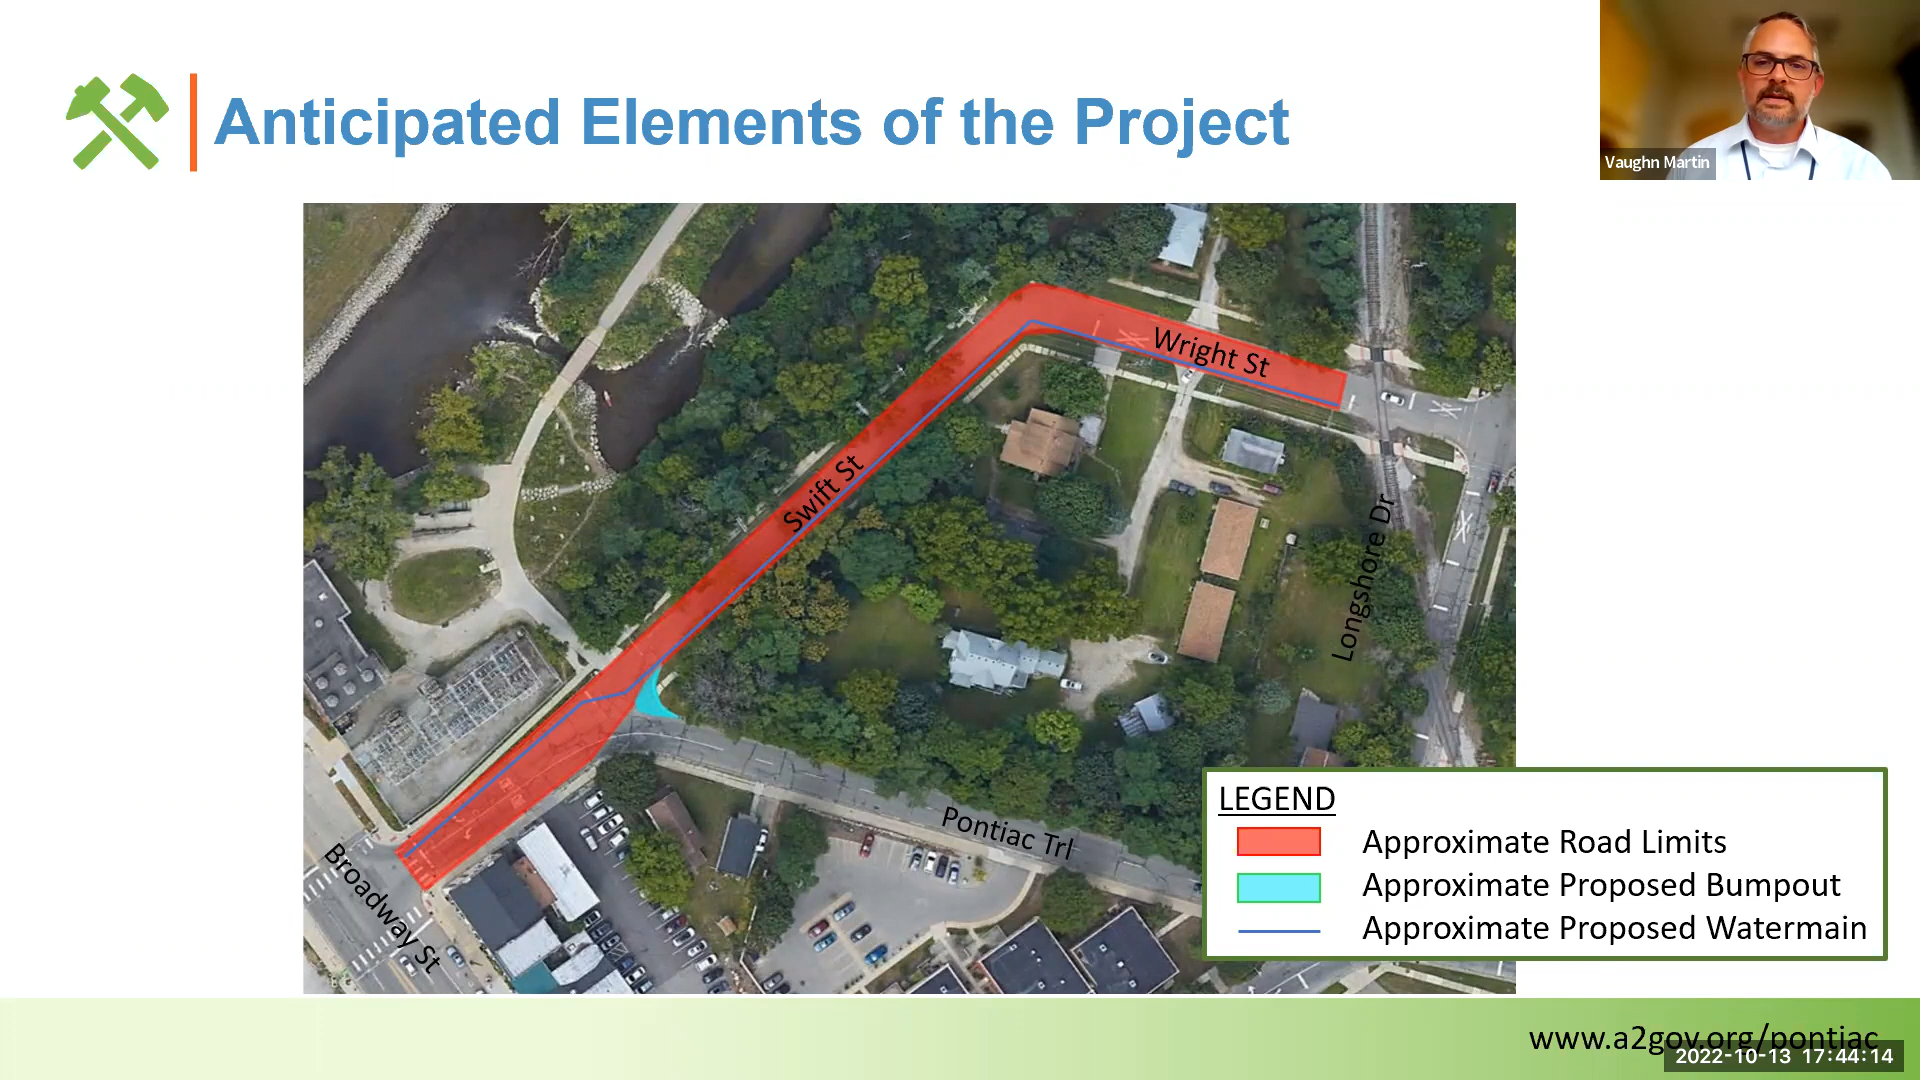 Anticipated Elements of the Project
Vaughn Martin
Wright St
Swift St
Longshore Dr
Pontiac Trl
Broadway St
LEGEND
Approximate Road Limits
Approximate Proposed Bumpout
Approximate Proposed Watermain
www.a2gov.org/pontiac
2022-10-13 17:44:14